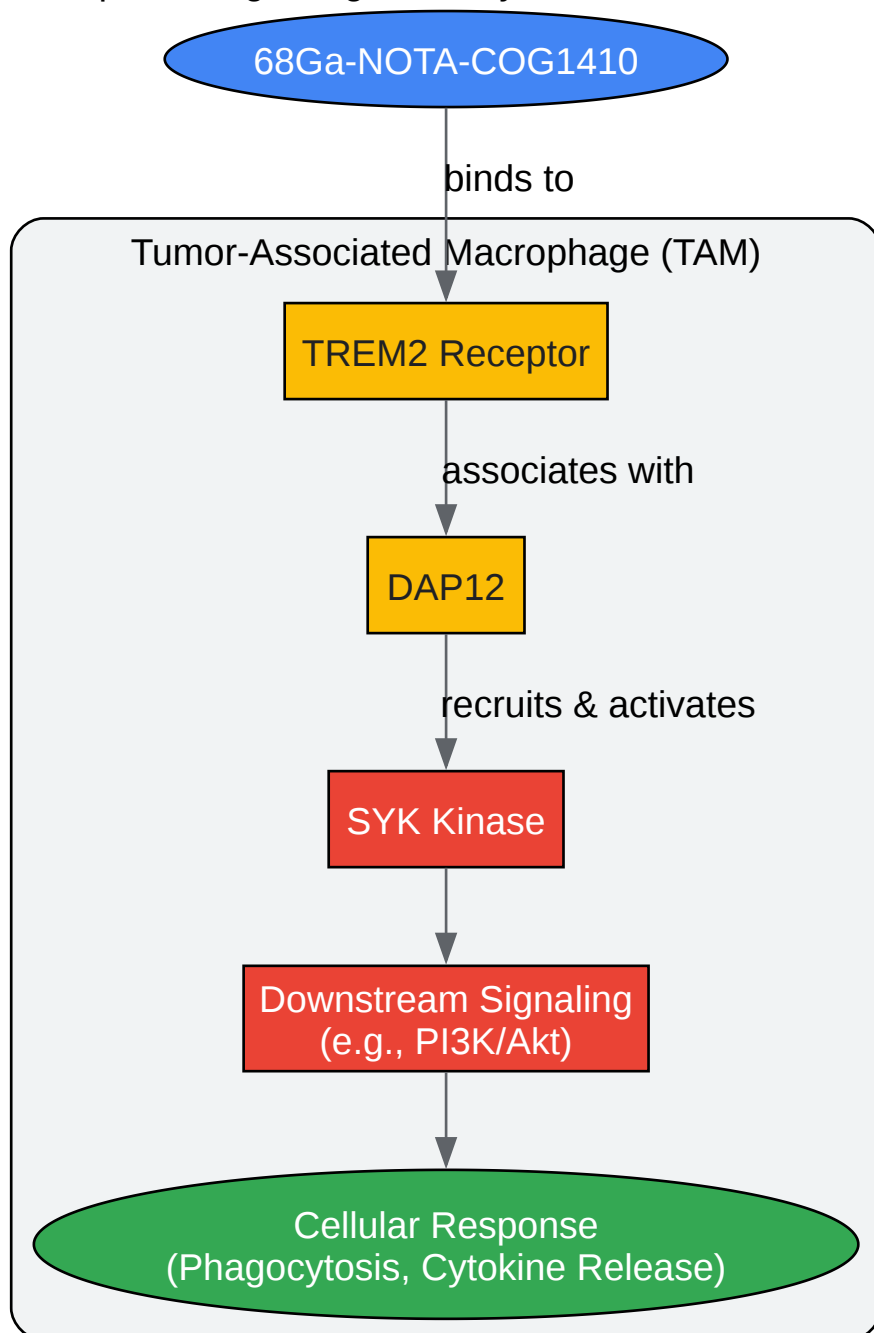 68Ga-NOTA-COG1410
binds to
Tumor-Associated Macrophage (TAM)
TREM2 Receptor
associates with
DAP12
recruits & activates
SYK Kinase
Downstream Signaling
(e.g., PI3K/Akt)
Cellular Response
(Phagocytosis, Cytokine Release)